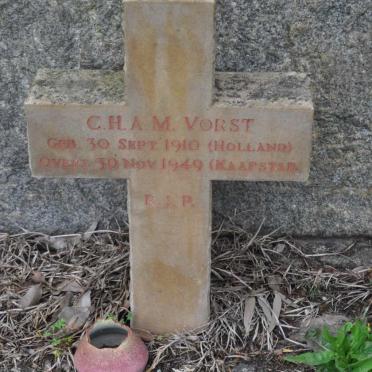 C.H.A.M. VORST
GEB. 30 SEPT 1910 (HOLLAND)
OVERL. 30 NOV 1949 (KAAPSTAD)
R.I.P.